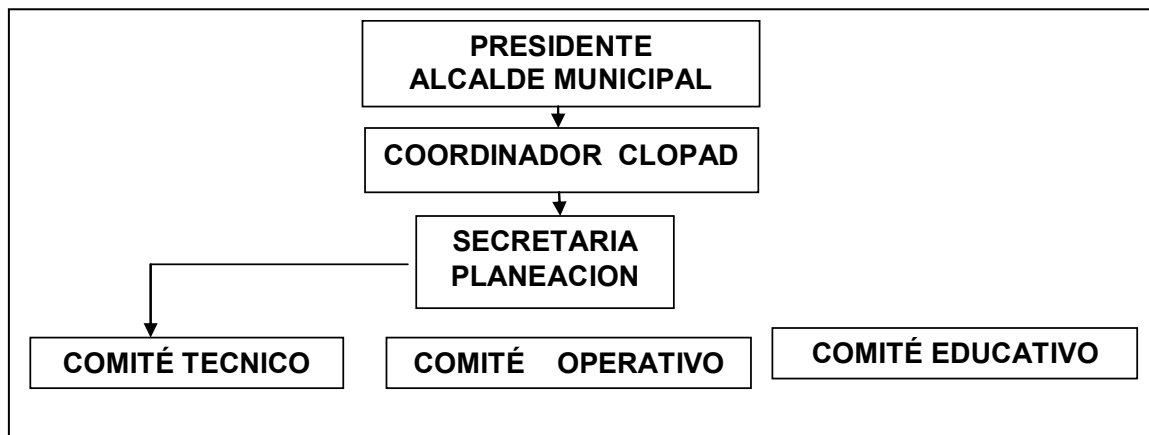 PRESIDENTE
ALCALDE MUNICIPAL
COORDINADOR CLOPAD
SECRETARIA
PLANEACION
COMITÉ TECNICO
COMITÉ OPERATIVO
COMITÉ EDUCATIVO